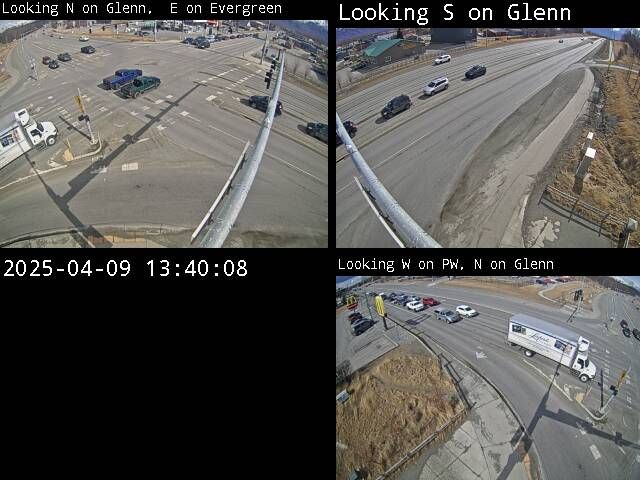 Looking N on Glenn,  E on Evergreen
Looking S on Glenn
2025-04-09 13:40:08
Looking W on PW, N on Glenn